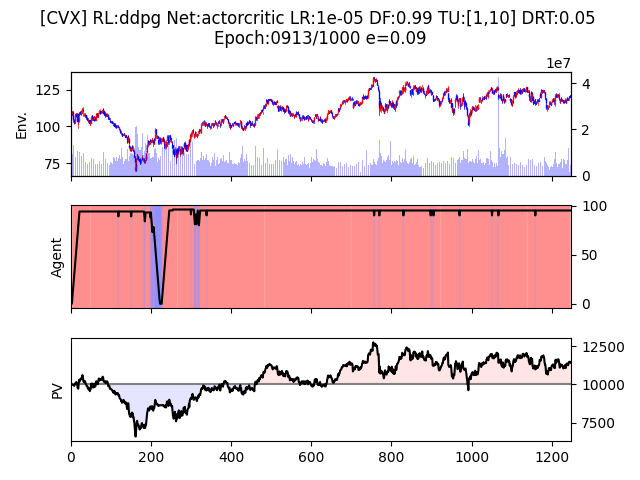 [CVX] RL:ddpg Net:actorcritic LR:1e-05 DF:0.99 TU:[1,10] DRT:0.05
Epoch:0913/1000 e=0.09
1e7
125
100
75
Env.
4
2
0
Agent
100
50
0
PV
12500
10000
7500
0 200 400 600 800 1000 1200